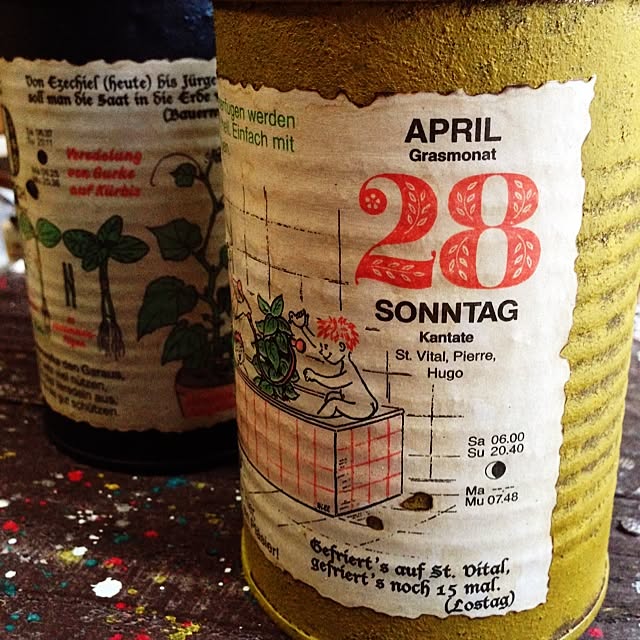 Von Ezechiel (heute) bis Jürge
soll man die Saat in die Erde
(Bauern
Veredelung
von Gurke
auf Kürbis
werden
Einfach mit
APRIL
Grasmonat
28
SONNTAG
Kantate
St. Vital, Pierre,
Hugo
Sa 06.00
Su 20.40
Ma --.--
Mu 07.48
Gefriert's auf St. Vital,
gefriert's noch 15 mal.
(Lostag)